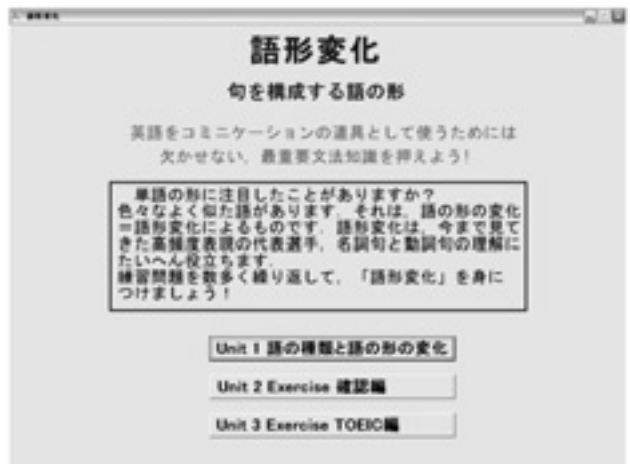 語形変化
語形変化
句を構成する語の形
英語をコミニケーションの道具として使うためには
欠かせない，最重要文法知識を押えよう！
単語の形に注目したことがありますか？
色々なよく似た語があります．それは，語の形の変化
＝語形変化によるものです．語形変化は，今まで見て
きた高頻度表現の代表選手，名詞句と動詞句の理解に
たいへん役立ちます．
練習問題を数多く繰り返して，「語形変化」を身に
つけましょう！
Unit 1 語の種類と語の形の変化
Unit 2 Exercise 確認編
Unit 3 Exercise TOEIC編